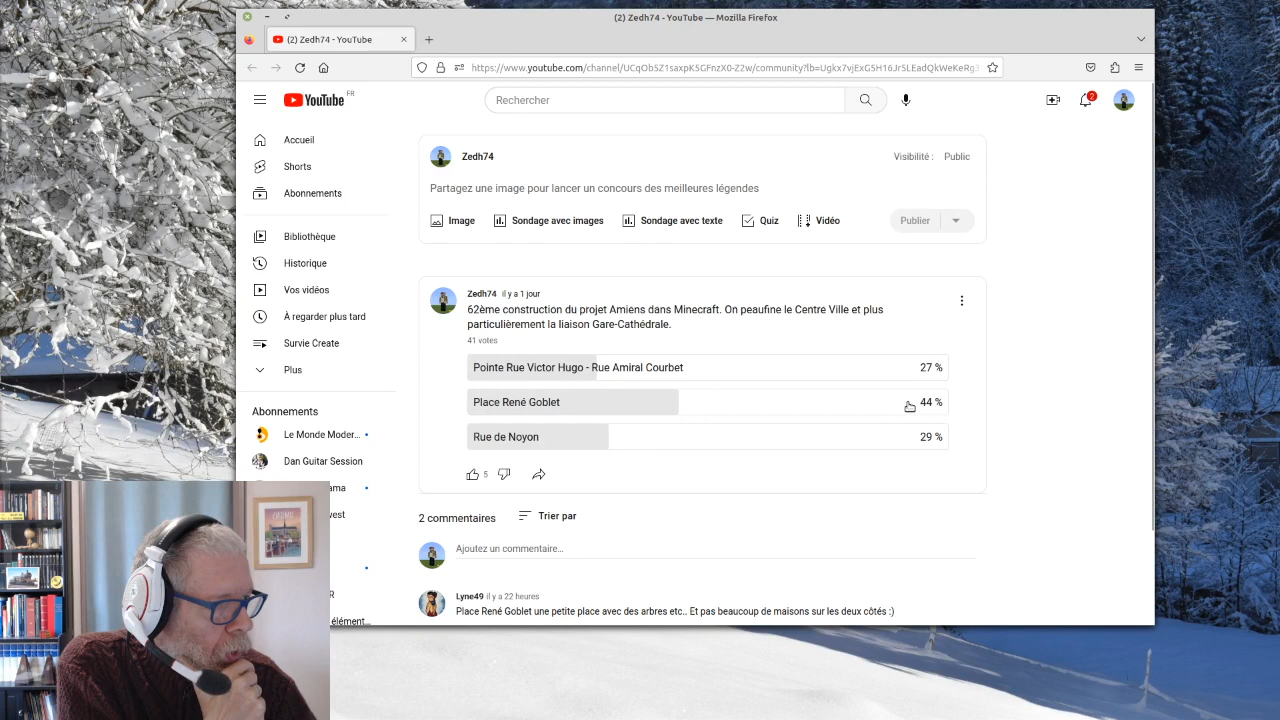 (2) Zedh74 - YouTube — Mozilla Firefox
(2) Zedh74 - YouTube
https://www.youtube.com/channel/
YouTube FR
Rechercher
2
Accueil
Shorts
Abonnements
Bibliothèque
Historique
Vos vidéos
À regarder plus tard
Survie Create
Plus
Abonnements
Le Monde Moder...
Dan Guitar Session
ama
west
R
élément...
Zedh74
Visibilité : Public
Partagez une image pour lancer un concours des meilleures légendes
Image
Sondage avec images
Sondage avec texte
Quiz
Vidéo
Publier
Zedh74 il y a 1 jour
62ème construction du projet Amiens dans Minecraft. On peaufine le Centre Ville et plus
particulièrement la liaison Gare-Cathédrale.
41 votes
Pointe Rue Victor Hugo - Rue Amiral Courbet 27 %
Place René Goblet 44 %
Rue de Noyon 29 %
5
2 commentaires
Trier par
Ajoutez un commentaire...
Lyne49 il y a 22 heures
Place René Goblet une petite place avec des arbres etc.. Et pas beaucoup de maisons sur les deux côtés :)